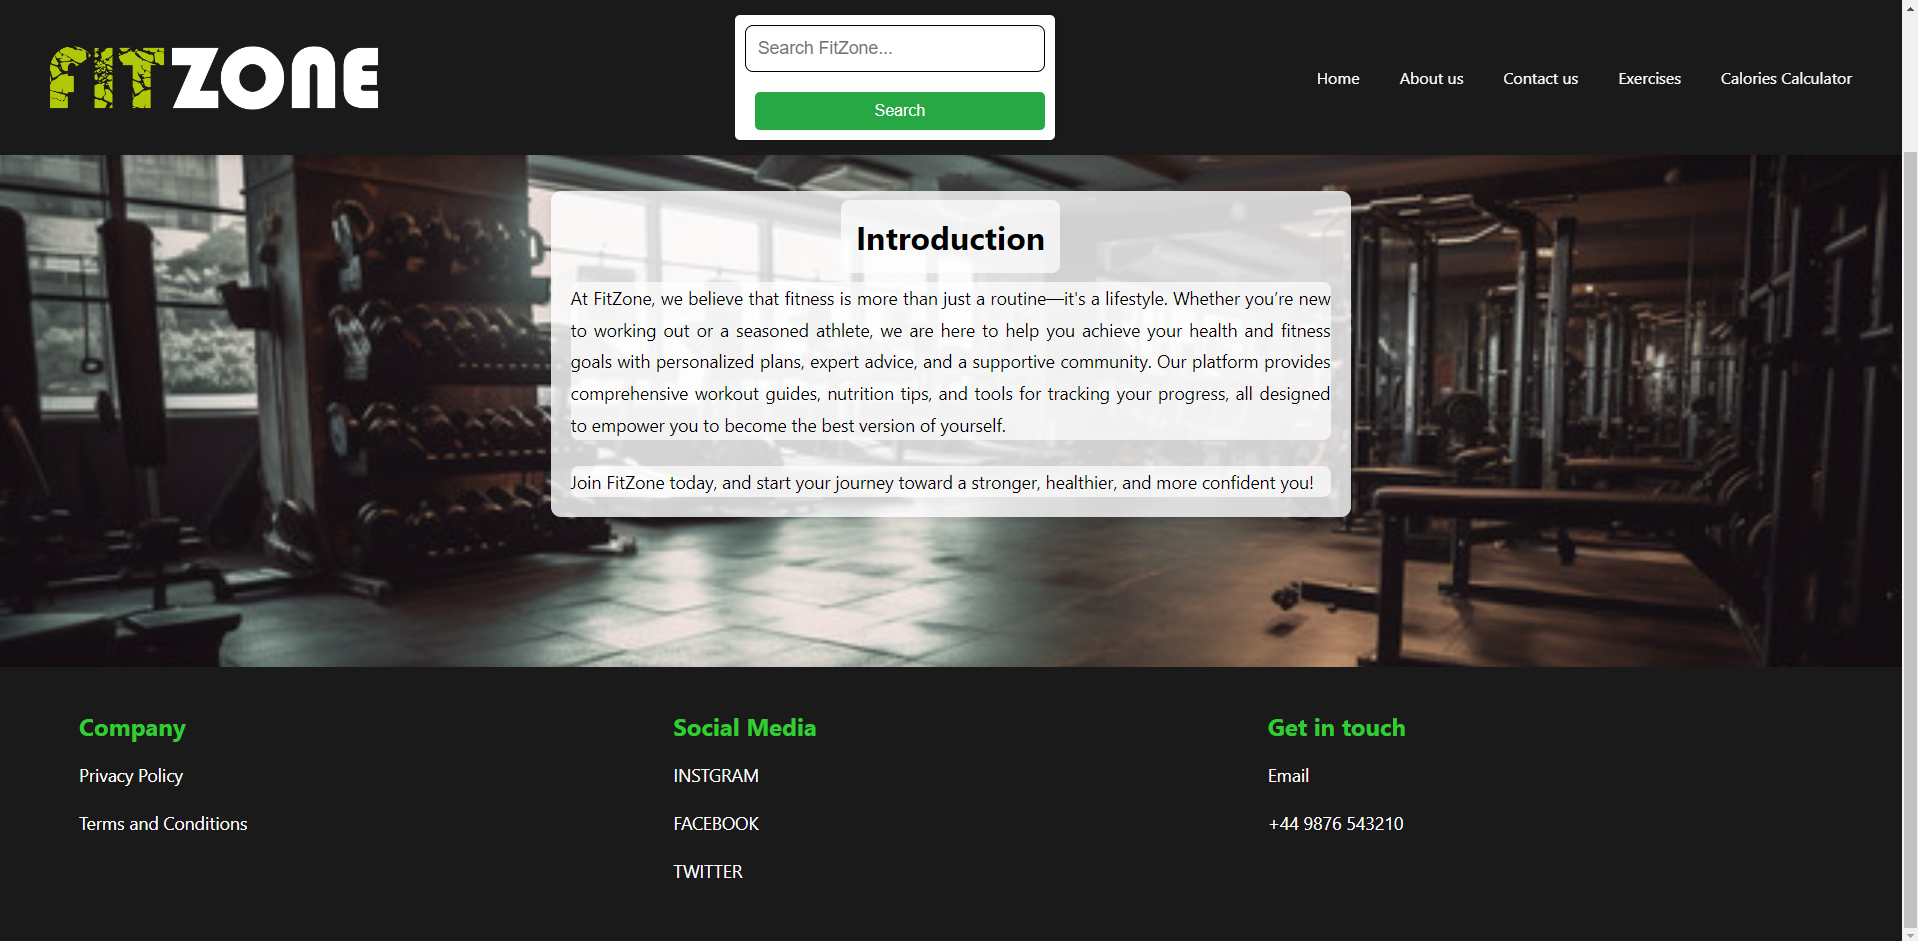 FITZONE
Search FitZone...
Search
Home
About us
Contact us
Exercises
Calories Calculator
Introduction
At FitZone, we believe that fitness is more than just a routine—it's a lifestyle. Whether you’re new
to working out or a seasoned athlete, we are here to help you achieve your health and fitness
goals with personalized plans, expert advice, and a supportive community. Our platform provides
comprehensive workout guides, nutrition tips, and tools for tracking your progress, all designed
to empower you to become the best version of yourself.
Join FitZone today, and start your journey toward a stronger, healthier, and more confident you!
Company
Privacy Policy
Terms and Conditions
Social Media
INSTGRAM
FACEBOOK
TWITTER
Get in touch
Email
+44 9876 543210